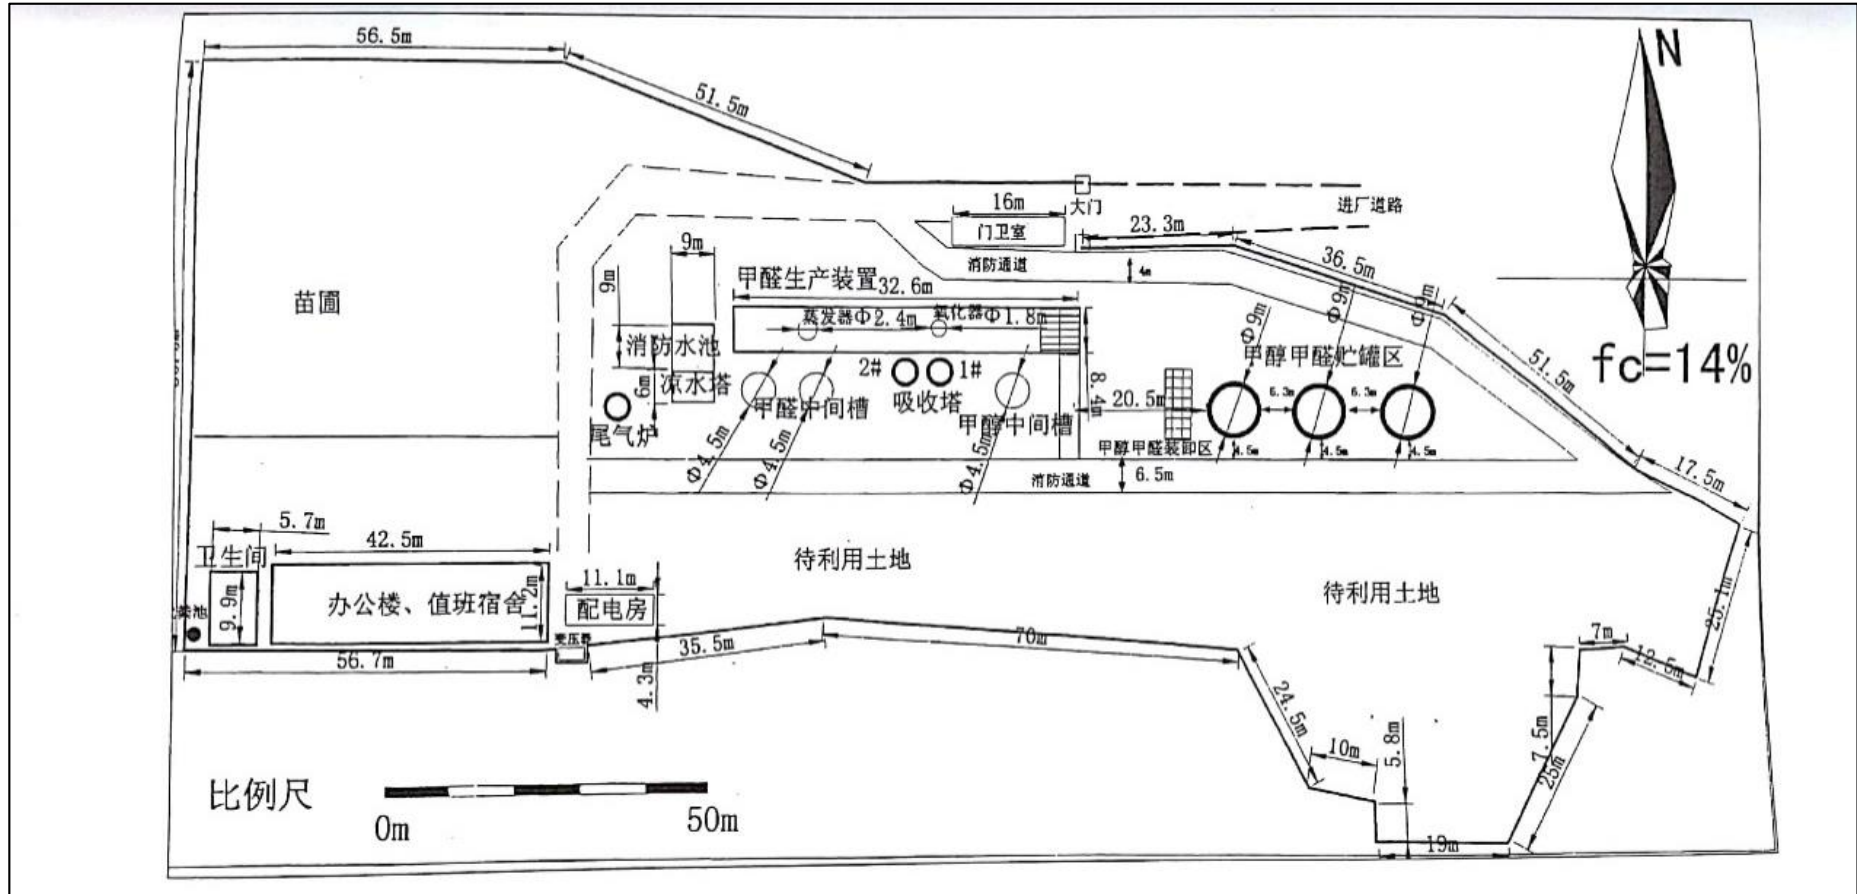 56.5m
51.5m
N
16m
大门
进厂道路
门卫室
23.3m
9m
消防通道
4m
36.5m
甲醛生产装置32.6m
9m
苗圃
蒸发器Φ2.4m
氧化器Φ1.8m
Φ9m
Φ9m
Φ9m
消防水池
甲醇甲醛贮罐区
51.5m
fc=14%
2#
1#
凉水塔
6m
8.4m
甲醛中间槽
吸收塔
20.5m
6.3m
6.3m
尾气炉
甲醇中间槽
甲醇甲醛装卸区
4.5m
4.5m
4.5m
Φ4.5m
Φ4.5m
Φ4.5m
消防通道
6.5m
17.5m
5.7m
42.5m
卫生间
待利用土地
11.1m
待利用土地
25.1m
9.9m
办公楼、值班宿舍
11.2m
配电房
变压器
7m
12.5m
56.7m
35.5m
70m
4.3m
24.5m
10m
5.8m
7.5m
25m
19m
比例尺
0m
50m